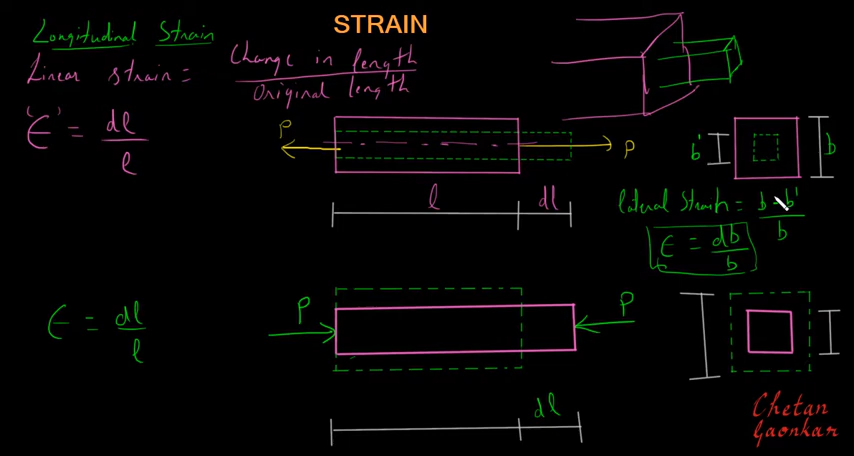 STRAIN
Longitudinal Strain
Linear strain = Change in length
Original length
'ϵ' = dl
l
P
P
b'
b
l
dl
lateral Strain = b - b'
b
ϵ = db
b
P
P
ϵ = dl
l
dl
Chetan
Gaonkar